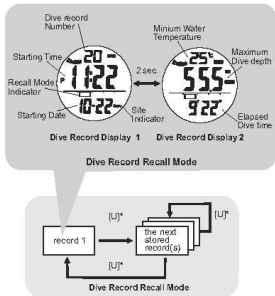 Dive record
Number
Starting Time
Recall Mode
Indicator
Starting Date
Site
Indicator
20
P
11:22
10-22
Dive Record Display 1
2 sec.
Minium Water
Temperature
Maximum
Dive depth
Elapsed
Dive time
25°
55.5
9'22
Dive Record Display 2
Dive Record Recall Mode
[U]*
record 1
[U]*
the next
stored
record(s)
[U]*
Dive Record Recall Mode